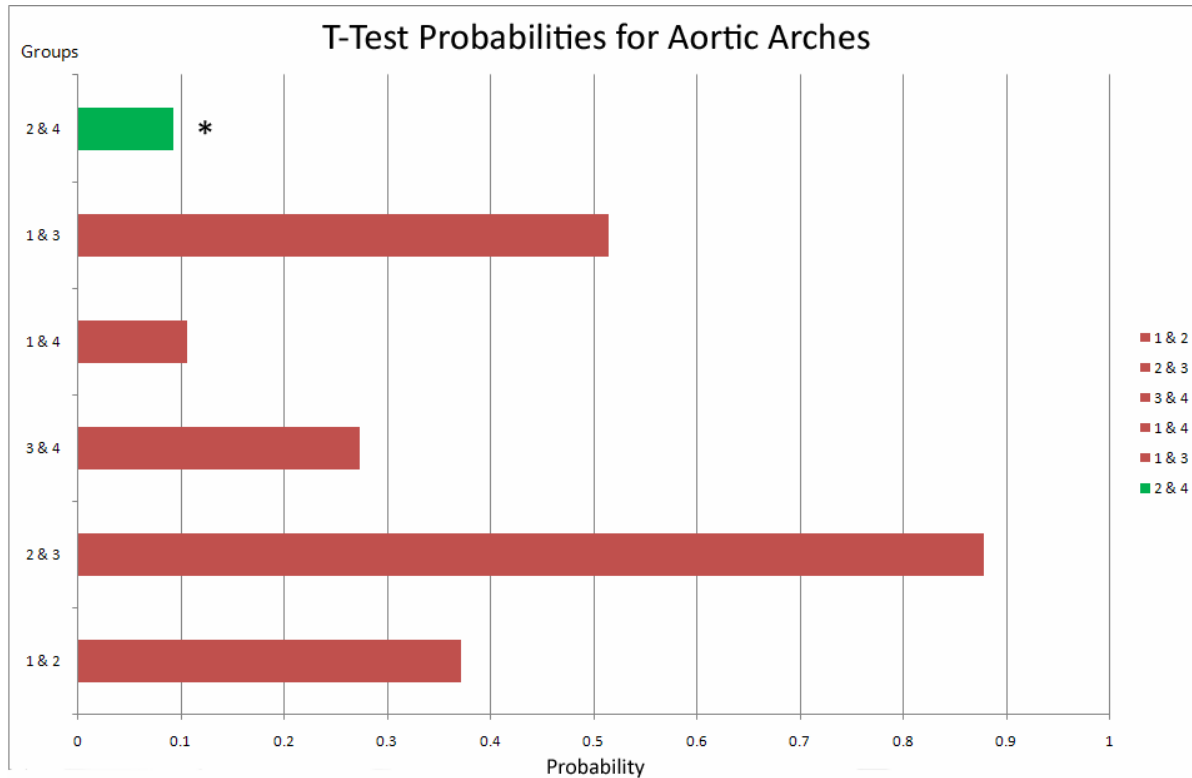 T-Test Probabilities for Aortic Arches
Groups
2 & 4
*
1 & 3
1 & 4
3 & 4
2 & 3
1 & 2
0 0.1 0.2 0.3 0.4 0.5 0.6 0.7 0.8 0.9 1
Probability
1 & 2
2 & 3
3 & 4
1 & 4
1 & 3
2 & 4